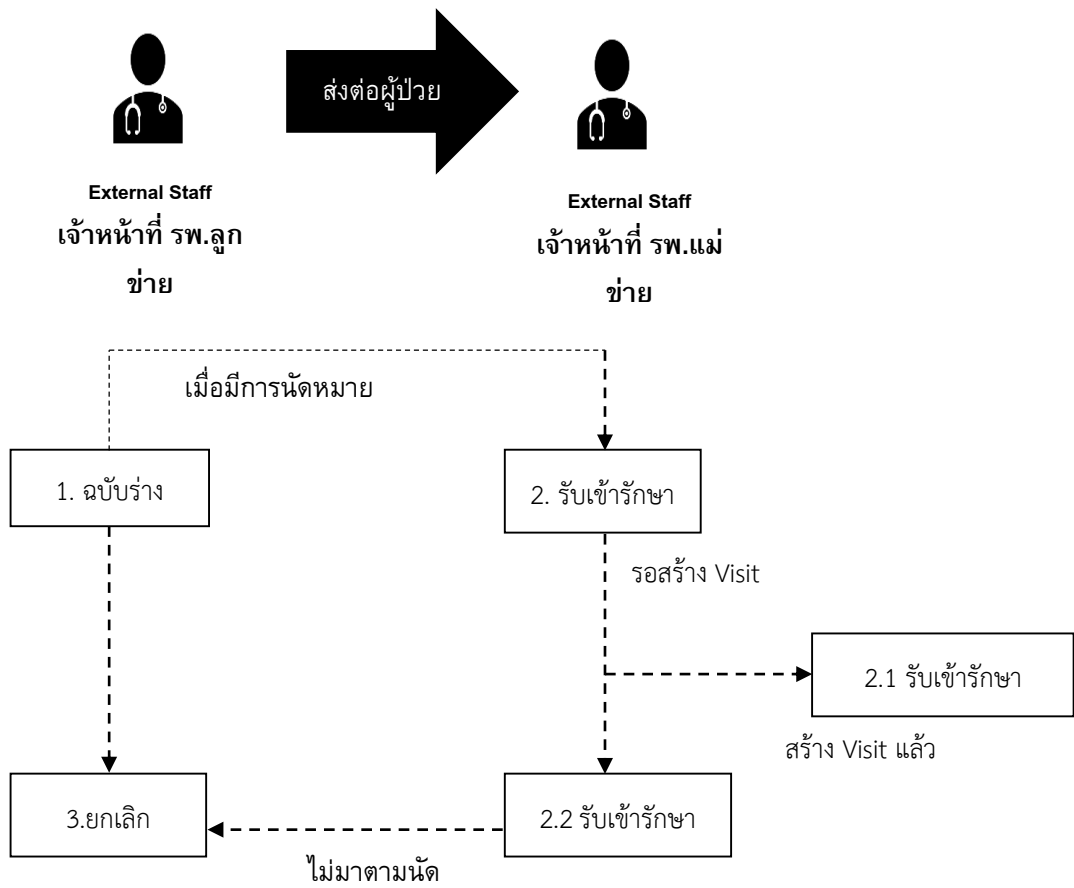 ส่งต่อผู้ป่วย
External Staff
เจ้าหน้าที่ รพ.ลูก
ข่าย
External Staff
เจ้าหน้าที่ รพ.แม่
ข่าย
เมื่อมีการนัดหมาย
1. ฉบับร่าง
2. รับเข้ารักษา
รอสร้าง Visit
2.1 รับเข้ารักษา
สร้าง Visit แล้ว
3.ยกเลิก
2.2 รับเข้ารักษา
ไม่มาตามนัด